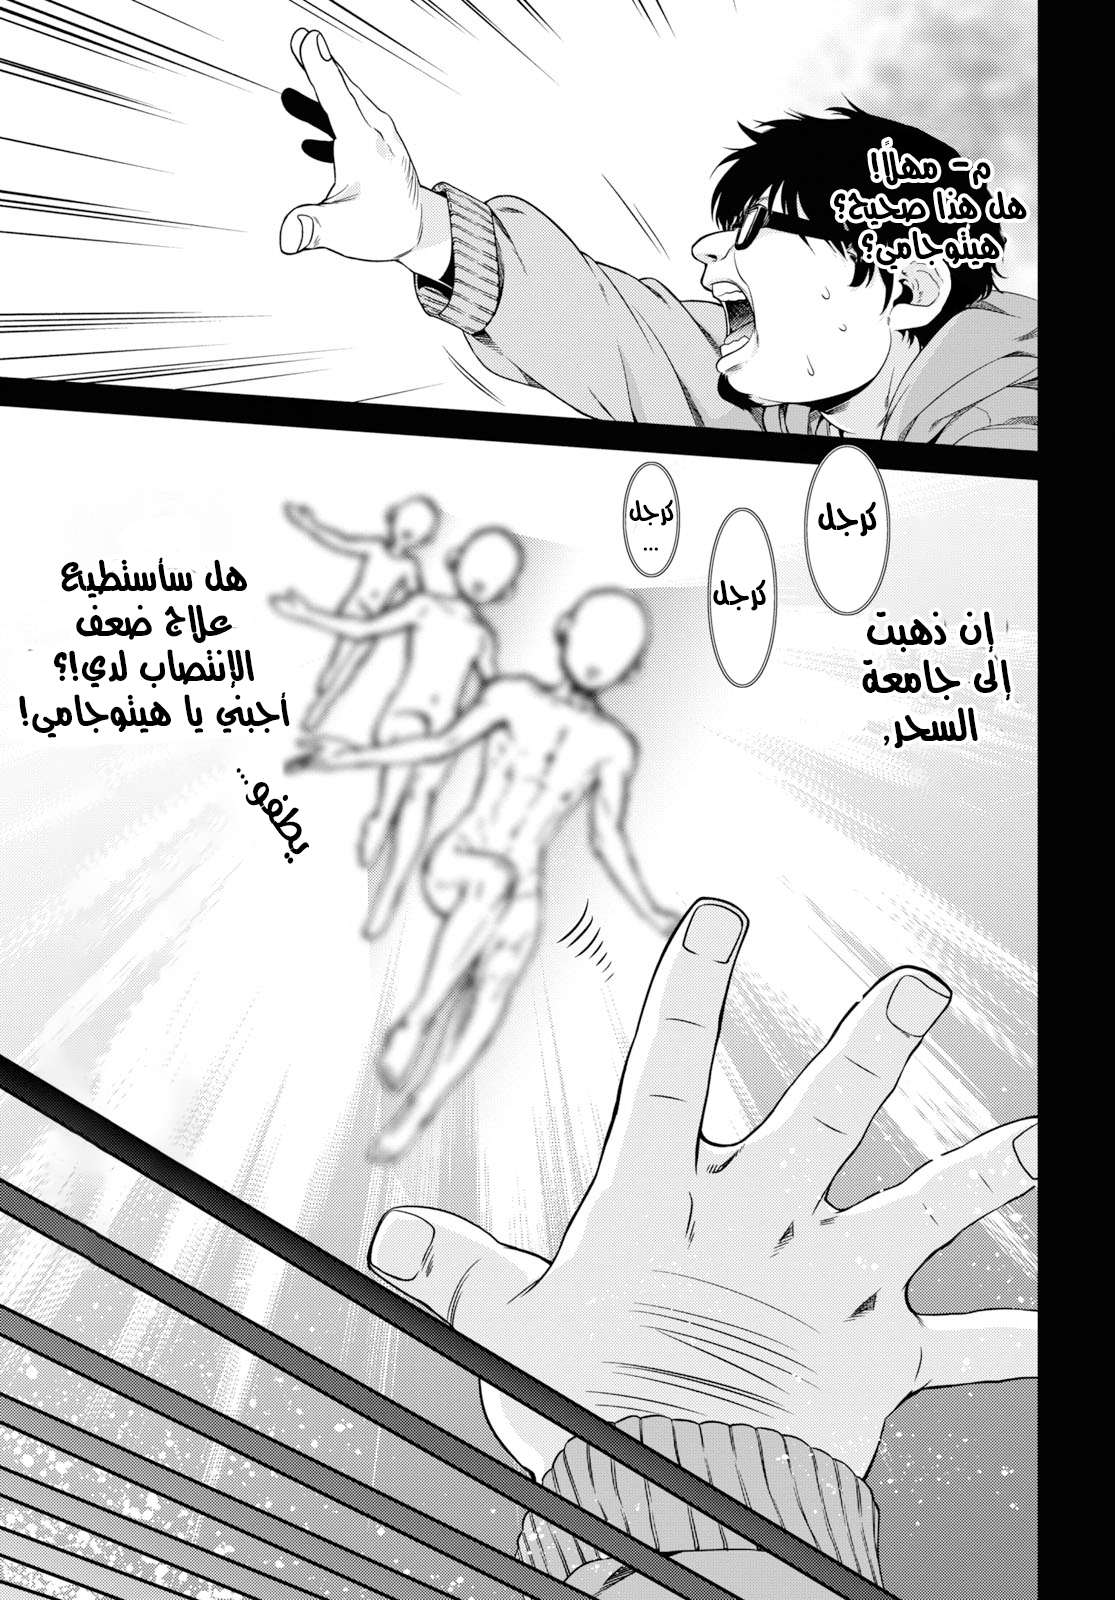 م- مهلًا!
هل هذا صحيح؟
هيتوجامي؟
كرجل
كرجل
كرجل
...
إن ذهبت
إلى جامعة
السحر,
هل سأستطيع
علاج ضعف
الإنتصاب لدي!؟
أجبني يا هيتوجامي!
يطفو...